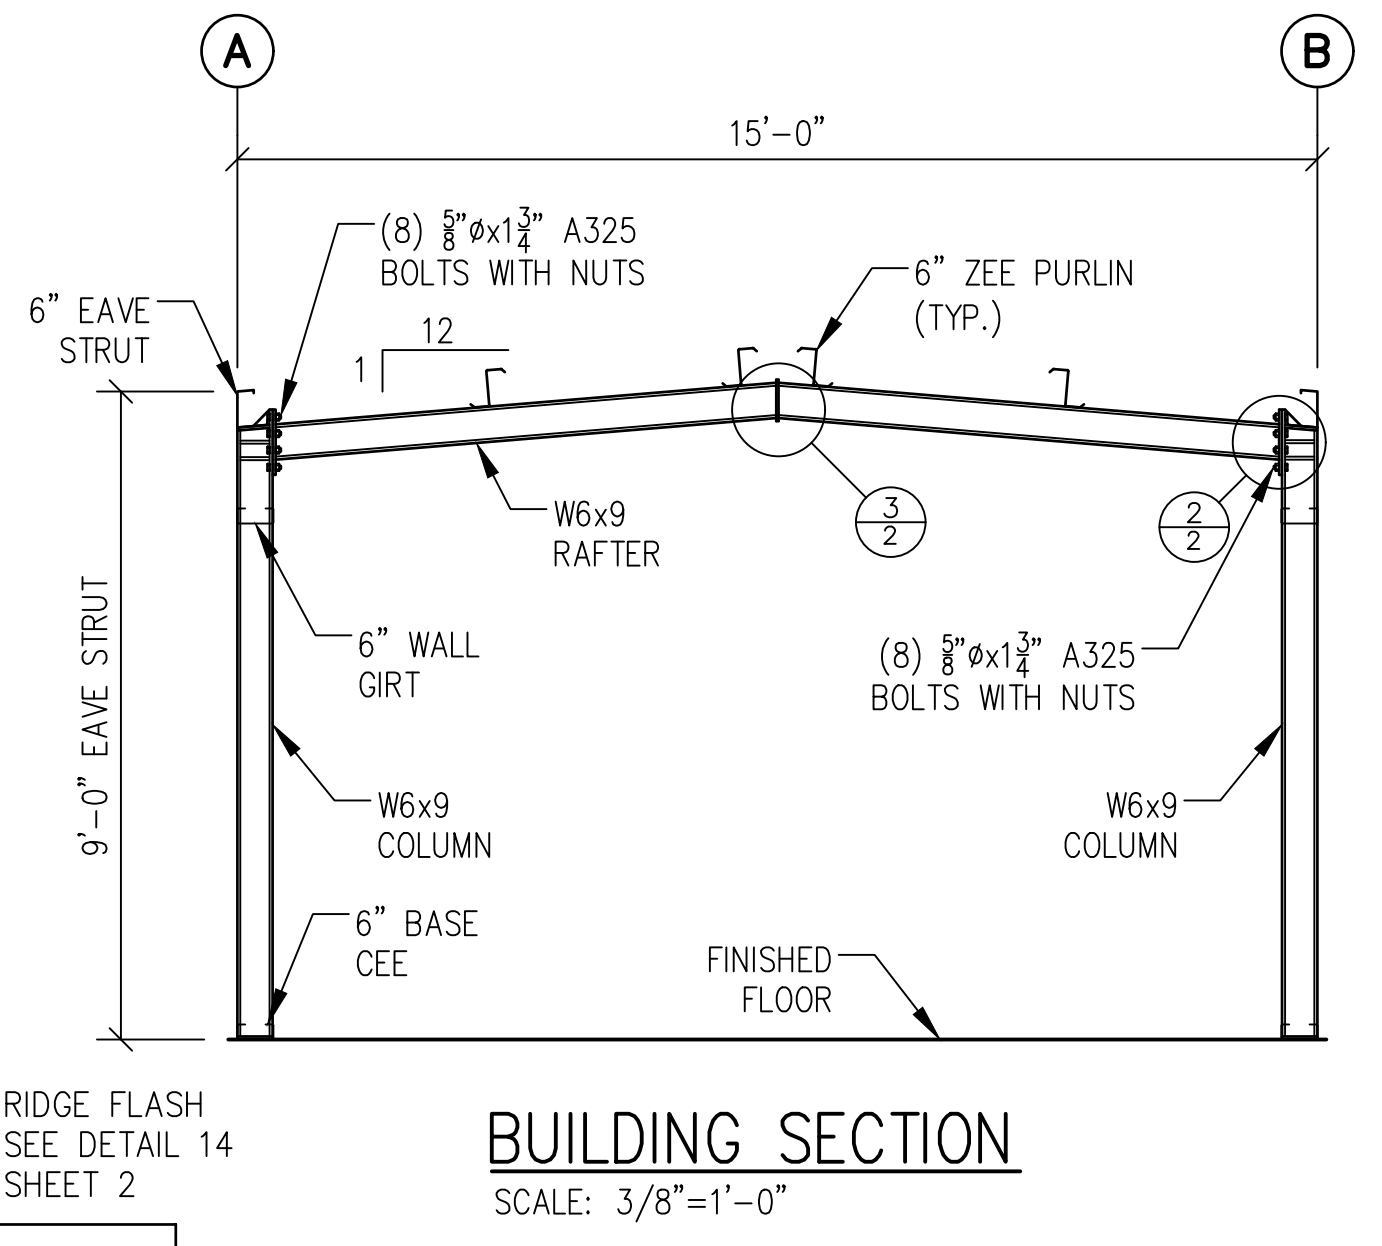 A
B
15'-0"
(8) 5/8"øx1 3/4" A325
BOLTS WITH NUTS
6" ZEE PURLIN
(TYP.)
6" EAVE
STRUT
12
1
W6x9
RAFTER
3
2
2
2
6" WALL
GIRT
(8) 5/8"øx1 3/4" A325
BOLTS WITH NUTS
9'-0" EAVE STRUT
W6x9
COLUMN
W6x9
COLUMN
6" BASE
CEE
FINISHED
FLOOR
RIDGE FLASH
SEE DETAIL 14
SHEET 2
BUILDING SECTION
SCALE: 3/8"=1'-0"